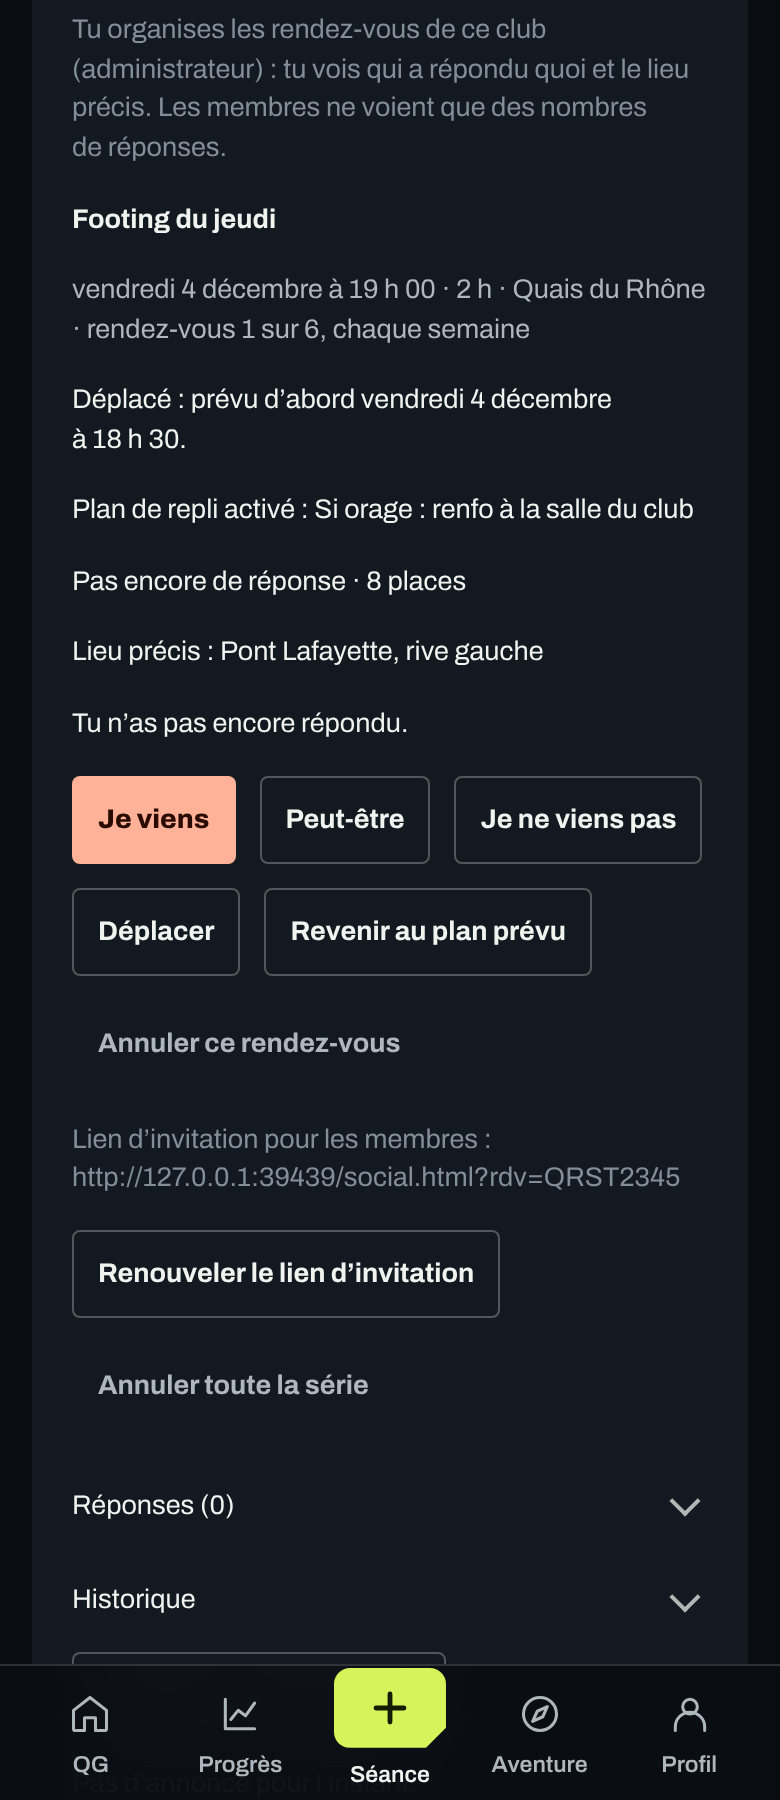 Tu organises les rendez-vous de ce club
(administrateur) : tu vois qui a répondu quoi et le lieu
précis. Les membres ne voient que des nombres
de réponses.
Footing du jeudi
vendredi 4 décembre à 19 h 00 · 2 h · Quais du Rhône
· rendez-vous 1 sur 6, chaque semaine
Déplacé : prévu d’abord vendredi 4 décembre
à 18 h 30.
Plan de repli activé : Si orage : renfo à la salle du club
Pas encore de réponse · 8 places
Lieu précis : Pont Lafayette, rive gauche
Tu n’as pas encore répondu.
Je viens Peut-être Je ne viens pas
Déplacer Revenir au plan prévu
Annuler ce rendez-vous
Lien d’invitation pour les membres :
http://127.0.0.1:39439/social.html?rdv=QRST2345
Renouveler le lien d’invitation
Annuler toute la série
Réponses (0)
Historique
Pas d’annonce pour l’instant
QG Progrès Séance Aventure Profil